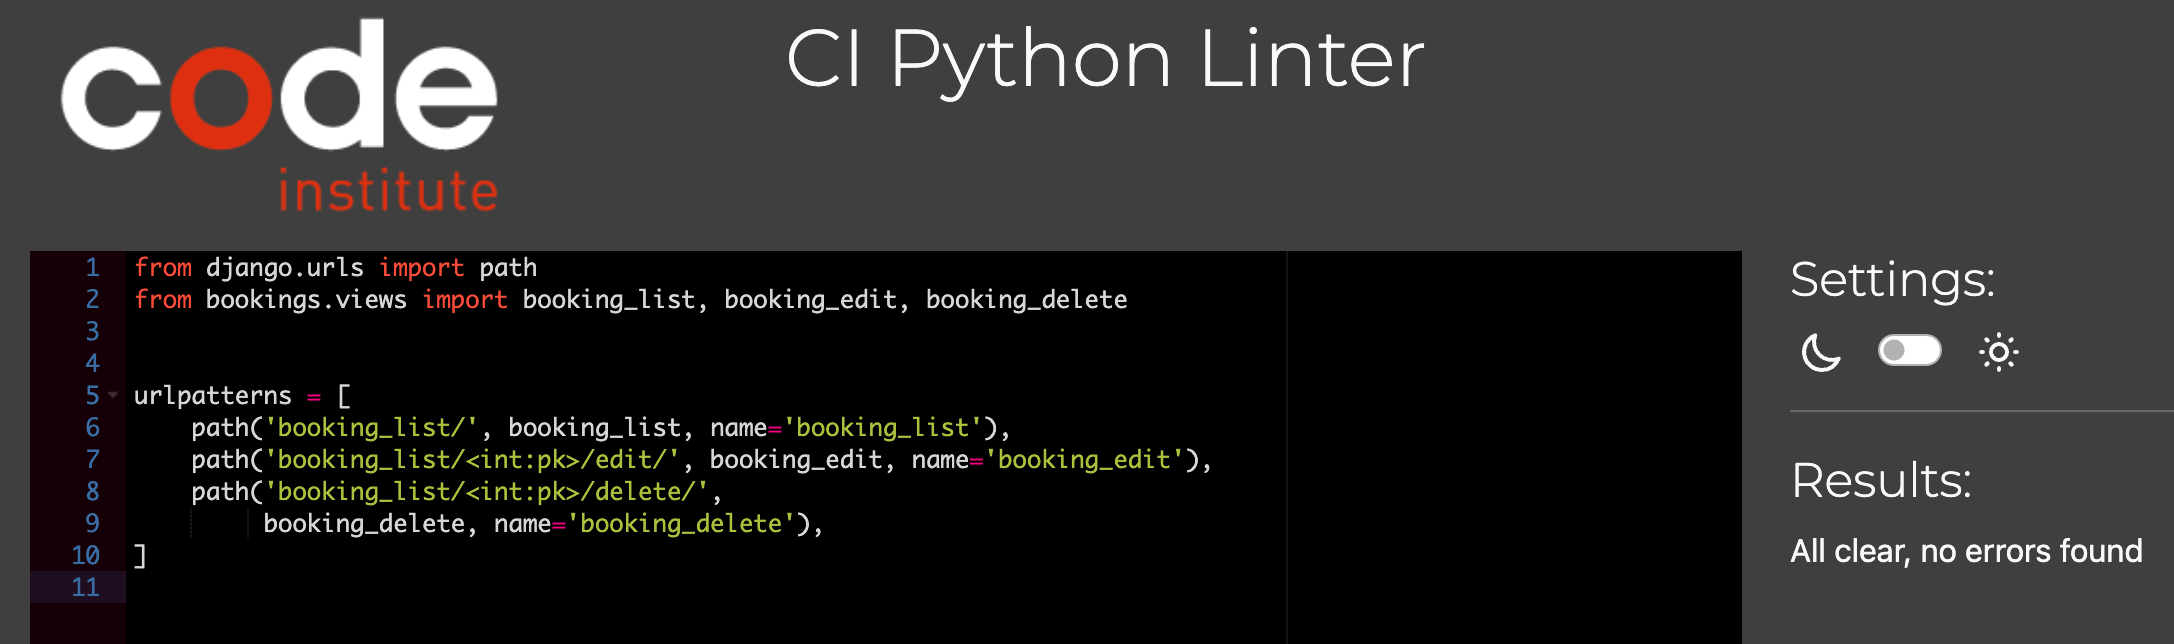 code
institute
CI Python Linter
1 from django.urls import path
2 from bookings.views import booking_list, booking_edit, booking_delete
3
4
5 urlpatterns = [
6     path('booking_list/', booking_list, name='booking_list'),
7     path('booking_list/<int:pk>/edit/', booking_edit, name='booking_edit'),
8     path('booking_list/<int:pk>/delete/',
9          booking_delete, name='booking_delete'),
10 ]
11
Settings:
Results:
All clear, no errors found